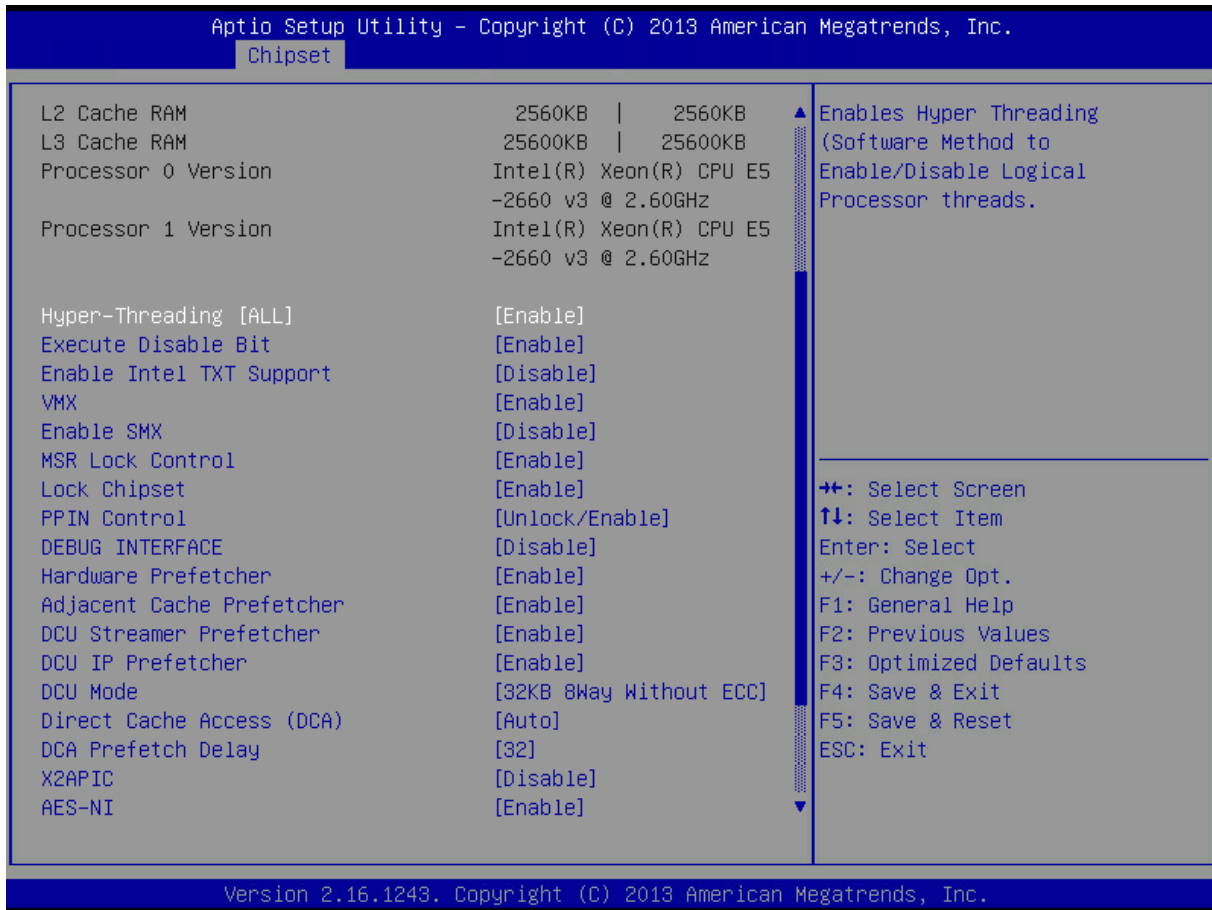 Aptio Setup Utility – Copyright (C) 2013 American Megatrends, Inc.
Chipset
L2 Cache RAM 2560KB | 2560KB
L3 Cache RAM 25600KB | 25600KB
Processor 0 Version Intel(R) Xeon(R) CPU E5
-2660 v3 @ 2.60GHz
Processor 1 Version Intel(R) Xeon(R) CPU E5
-2660 v3 @ 2.60GHz
Hyper-Threading [ALL] [Enable]
Execute Disable Bit [Enable]
Enable Intel TXT Support [Disable]
VMX [Enable]
Enable SMX [Disable]
MSR Lock Control [Enable]
Lock Chipset [Enable]
PPIN Control [Unlock/Enable]
DEBUG INTERFACE [Disable]
Hardware Prefetcher [Enable]
Adjacent Cache Prefetcher [Enable]
DCU Streamer Prefetcher [Enable]
DCU IP Prefetcher [Enable]
DCU Mode [32KB 8Way Without ECC]
Direct Cache Access (DCA) [Auto]
DCA Prefetch Delay [32]
X2APIC [Disable]
AES-NI [Enable]
Enables Hyper Threading
(Software Method to
Enable/Disable Logical
Processor threads.
→←: Select Screen
↑↓: Select Item
Enter: Select
+/-: Change Opt.
F1: General Help
F2: Previous Values
F3: Optimized Defaults
F4: Save & Exit
F5: Save & Reset
ESC: Exit
Version 2.16.1243. Copyright (C) 2013 American Megatrends, Inc.